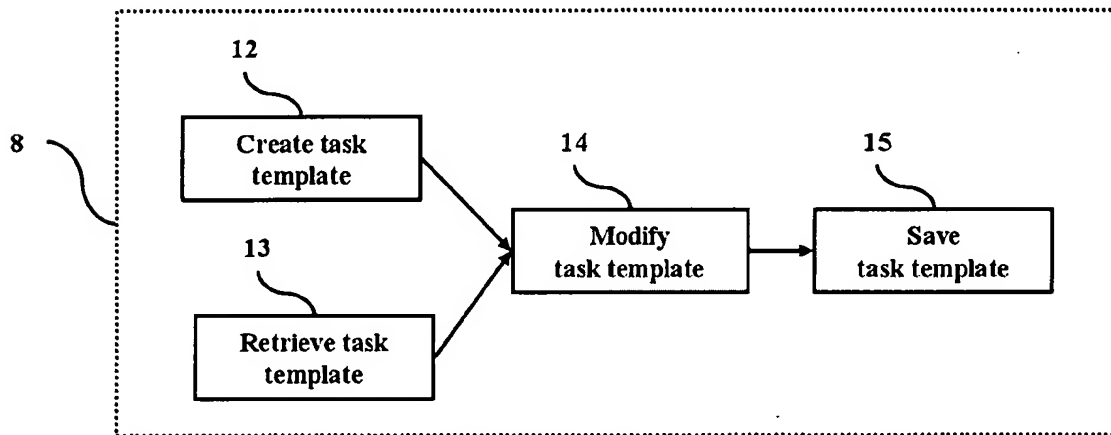 12
Create task
template
8
14
Modify
task template
15
Save
task template
13
Retrieve task
template